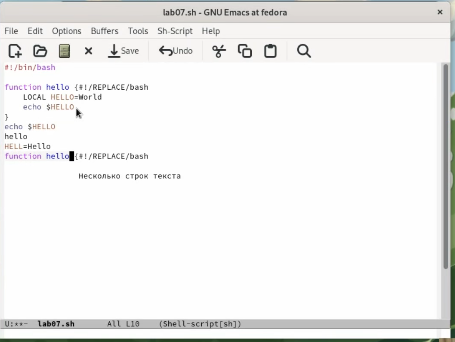 lab07.sh - GNU Emacs at fedora
File Edit Options Buffers Tools Sh-Script Help
Save Undo
#:/bin/bash
function hello {#!/REPLACE/bash
LOCAL HELLO=World
echo $HELLO
}
echo $HELLO
hello
HELL=Hello
function hello {#!/REPLACE/bash
Несколько строк текста
U:**- lab07.sh All L10 (Shell-script[sh])